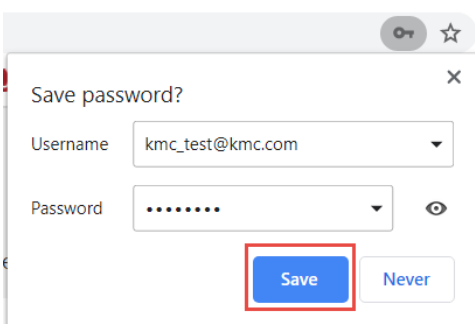 Save password?
Username kmc_test@kmc.com
Password ••••••••
Save Never